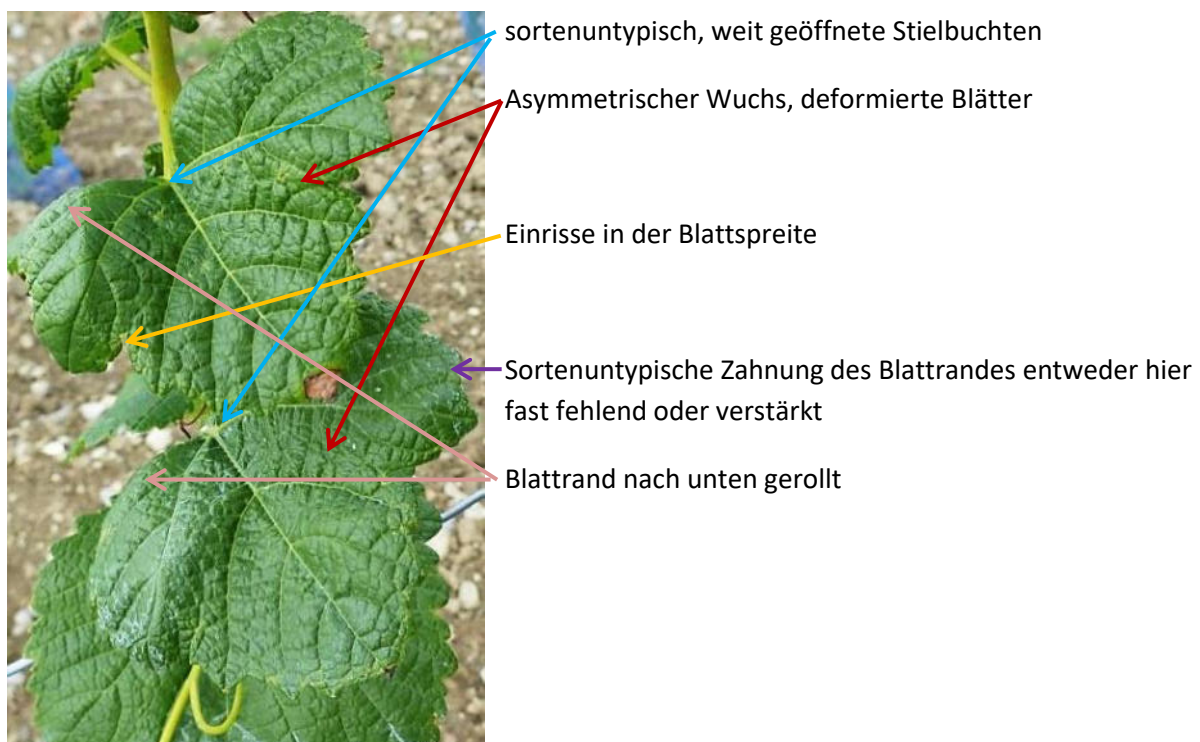 sortenuntypisch, weit geöffnete Stielbuchten
Asymmetrischer Wuchs, deformierte Blätter
Einrisse in der Blattspreite
Sortenuntypische Zahnung des Blattrandes entweder hier
fast fehlend oder verstärkt
Blattrand nach unten gerollt